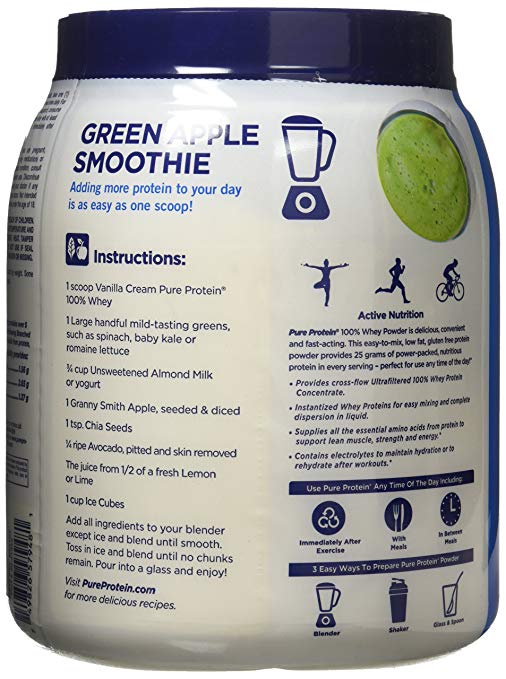 GREEN APPLE
SMOOTHIE
Adding more protein to your day
is as easy as one scoop!
Instructions:
1 scoop Vanilla Cream Pure Protein®
100% Whey
1 Large handful mild-tasting greens,
such as spinach, baby kale or
romaine lettuce
¾ cup Unsweetened Almond Milk
or yogurt
1 Granny Smith Apple, seeded & diced
1 tsp. Chia Seeds
¼ ripe Avocado, pitted and skin removed
The juice from 1/2 of a fresh Lemon
or Lime
1 cup Ice Cubes
Add all ingredients to your blender
except ice and blend until smooth.
Toss in ice and blend until no chunks
remain. Pour into a glass and enjoy!
Visit PureProtein.com
for more delicious recipes.
Active Nutrition
Pure Protein® 100% Whey Powder is delicious, convenient
and fast-acting. This easy-to-mix, low fat, gluten free protein
powder provides 25 grams of power-packed, nutritious
protein in every serving – perfect for use any time of the day!*
• Provides cross-flow Ultrafiltered 100% Whey Protein
Concentrate.
• Instantized Whey Proteins for easy mixing and complete
dispersion in liquid.
• Supplies all the essential amino acids from protein to
support lean muscle, strength and energy.*
• Contains electrolytes to maintain hydration or to
rehydrate after workouts.*
Use Pure Protein® Any Time Of The Day Including:
Immediately After
Exercise
With
Meals
In Between
Meals
3 Easy Ways To Prepare Pure Protein® Powder
Blender
Shaker
Glass & Spoon